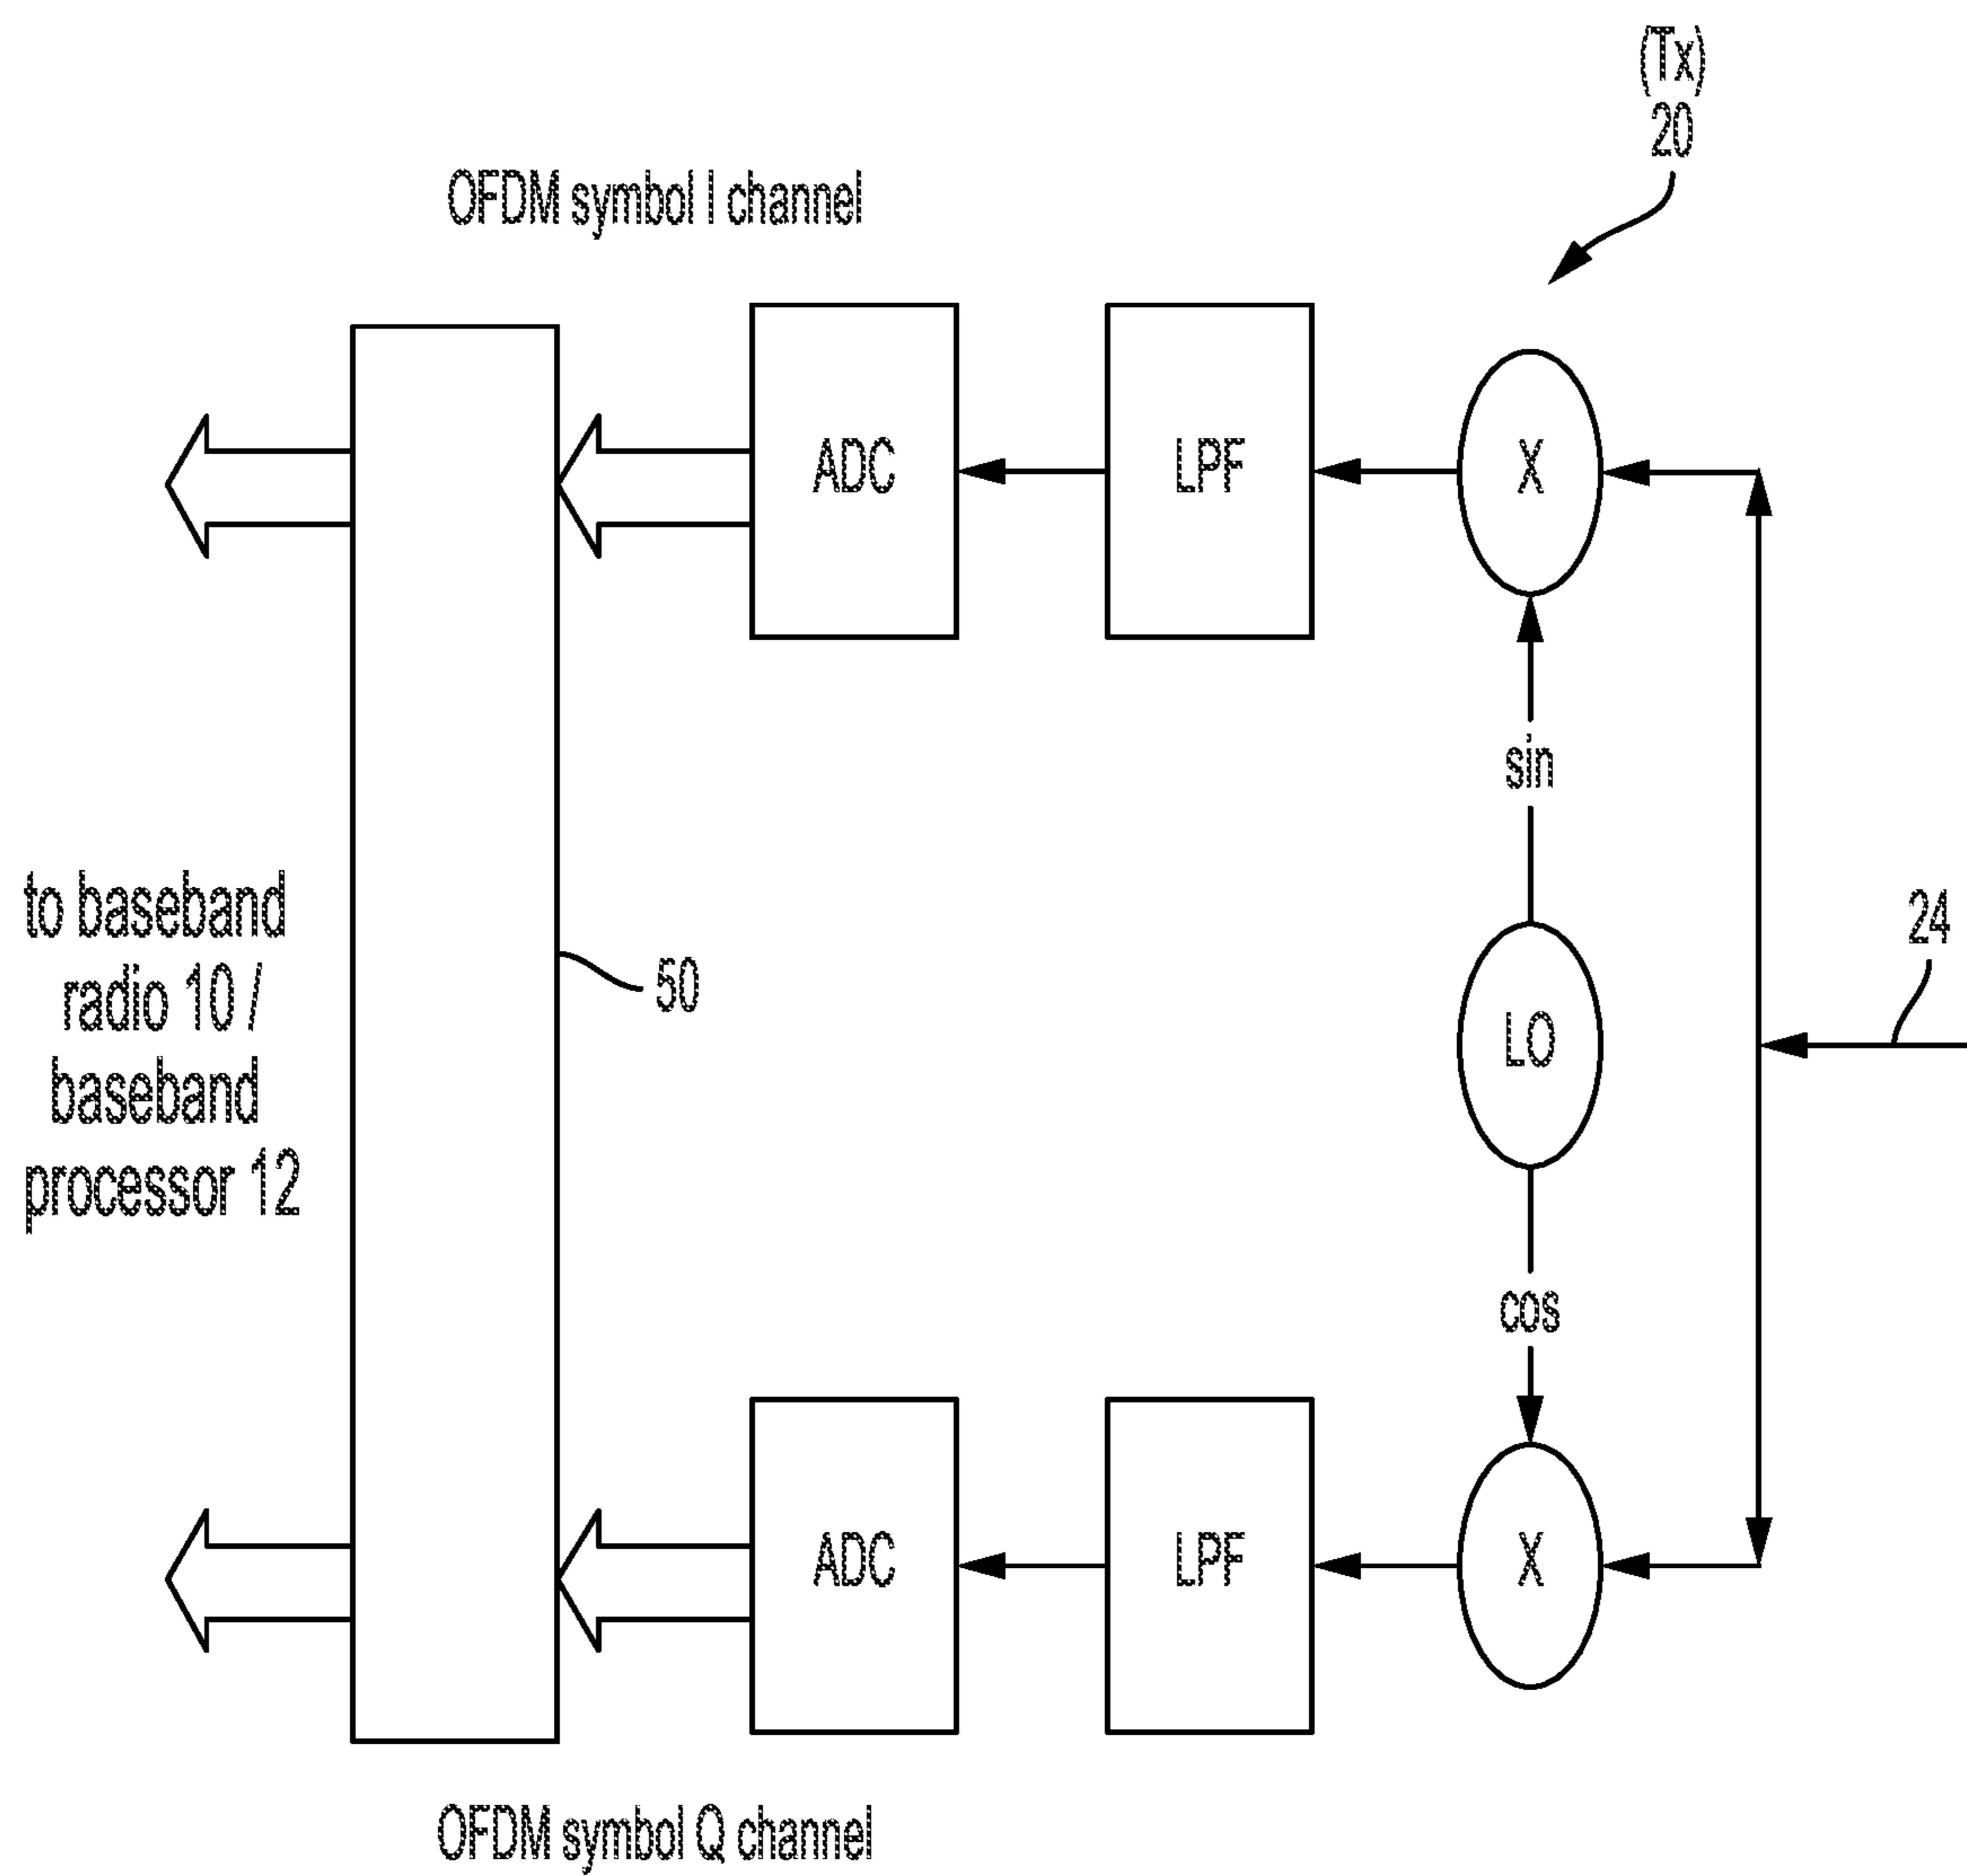 (Tx)
20
OFDM symbol I channel
ADC
LPF
X
sin
to baseband
radio 10 /
baseband
processor 12
50
LO
24
cos
ADC
LPF
X
OFDM symbol Q channel